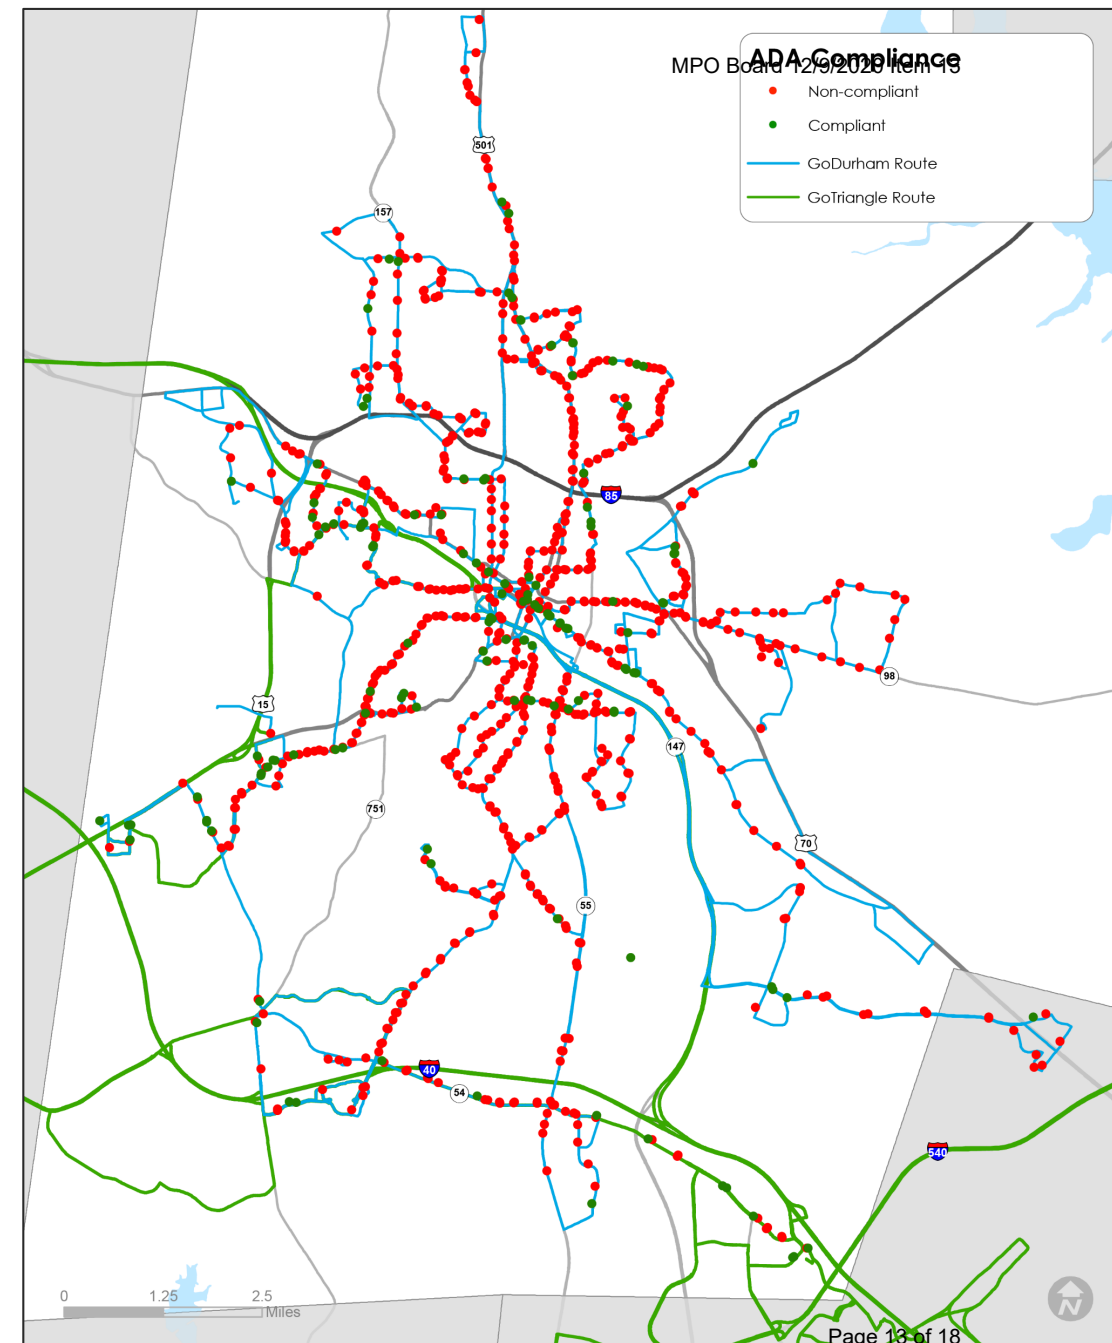 ADA Compliance
MPO Board 12/9/2020 Item 13
Non-compliant
Compliant
GoDurham Route
GoTriangle Route
501
157
85
98
15
147
751
70
55
40
54
540
0 1.25 2.5
Miles
N
Page 13 of 18